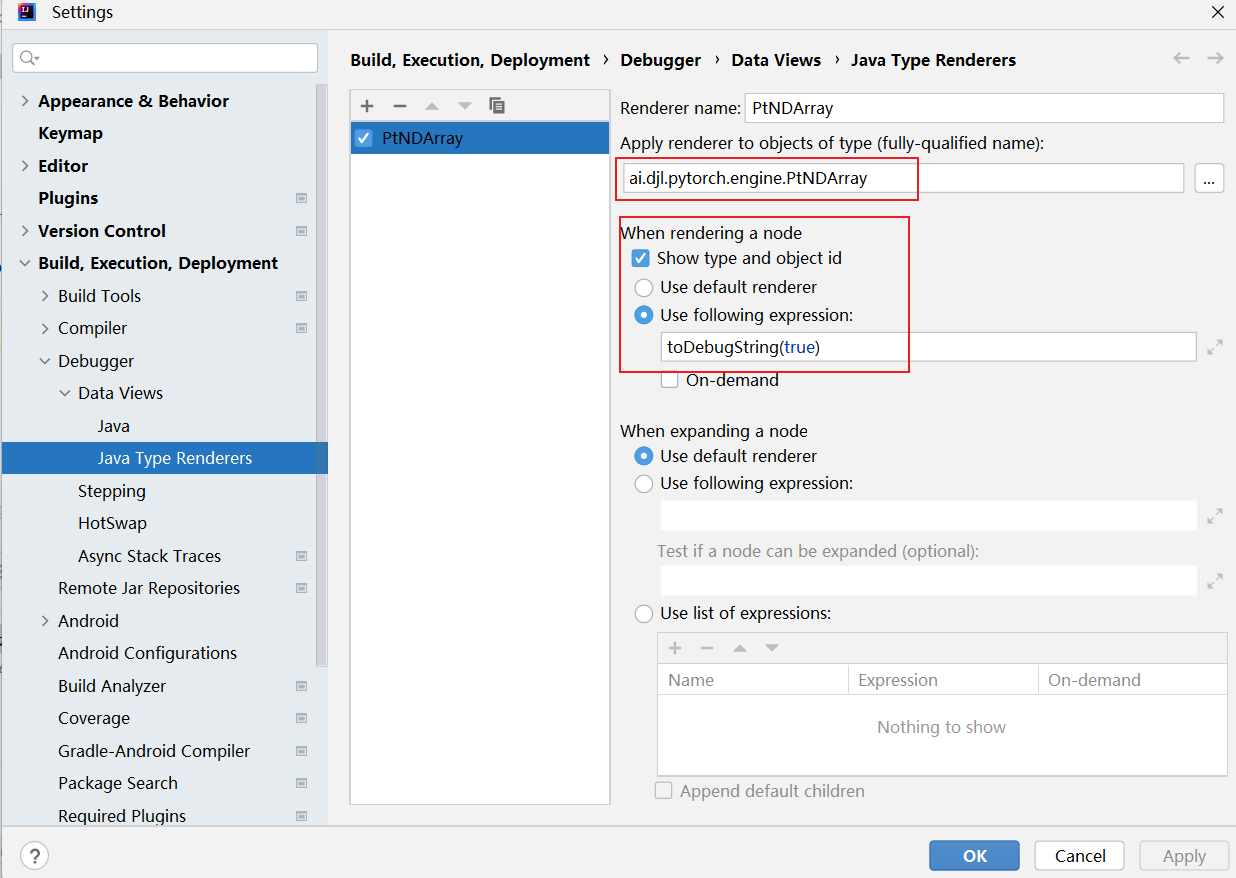 Settings
Appearance & Behavior
Keymap
Editor
Plugins
Version Control
Build, Execution, Deployment
Build Tools
Compiler
Debugger
Data Views
Java
Java Type Renderers
Stepping
HotSwap
Async Stack Traces
Remote Jar Repositories
Android
Android Configurations
Build Analyzer
Coverage
Gradle-Android Compiler
Package Search
Required Plugins
Build, Execution, Deployment › Debugger › Data Views › Java Type Renderers
PtNDArray
Renderer name: PtNDArray
Apply renderer to objects of type (fully-qualified name):
ai.djl.pytorch.engine.PtNDArray ...
When rendering a node
Show type and object id
Use default renderer
Use following expression:
toDebugString(true)
On-demand
When expanding a node
Use default renderer
Use following expression:
Test if a node can be expanded (optional):
Use list of expressions:
Name Expression On-demand
Nothing to show
Append default children
? OK Cancel Apply